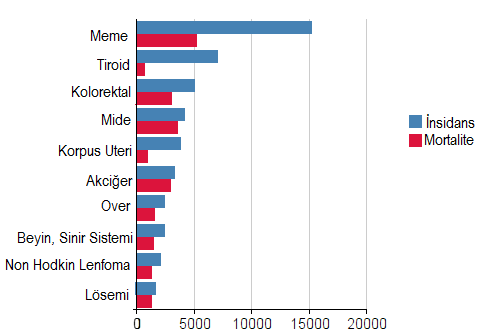 Meme
Tiroid
Kolorektal
Mide
Korpus Uteri
Akciğer
Over
Beyin, Sinir Sistemi
Non Hodkin Lenfoma
Lösemi
0 5000 10000 15000 20000
İnsidans
Mortalite